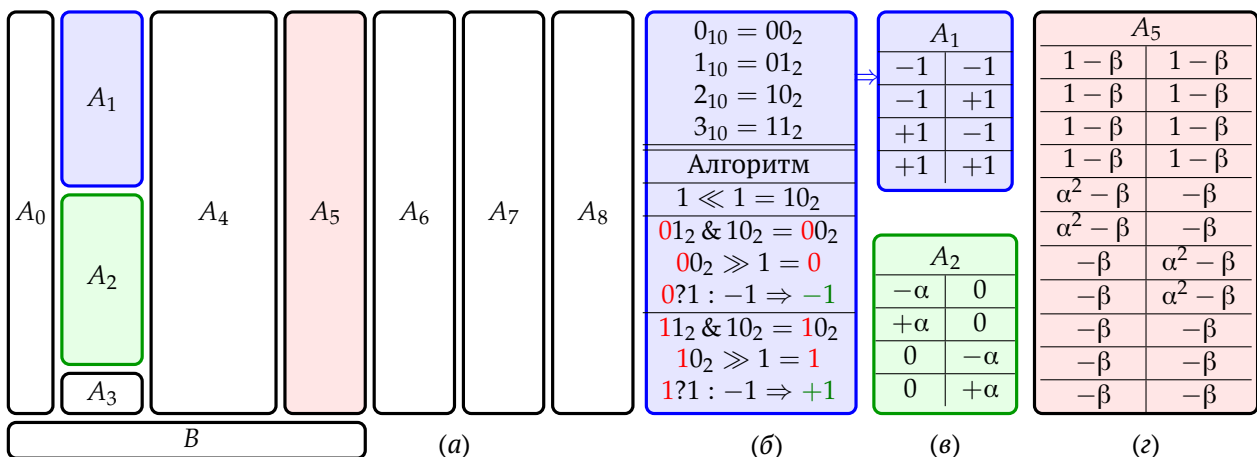 A₀
A₁
A₂
A₃
A₄
A₅
A₆
A₇
A₈
B
(а)
0₁₀ = 00₂
1₁₀ = 01₂
2₁₀ = 10₂
3₁₀ = 11₂
Алгоритм
1 ≪ 1 = 10₂
01₂ & 10₂ = 00₂
00₂ ≫ 1 = 0
0?1 : −1 ⇒ −1
11₂ & 10₂ = 10₂
10₂ ≫ 1 = 1
1?1 : −1 ⇒ +1
(б)
⇒
A₁
−1 −1
−1 +1
+1 −1
+1 +1
A₂
−α 0
+α 0
0 −α
0 +α
(в)
A₅
1 − β 1 − β
1 − β 1 − β
1 − β 1 − β
1 − β 1 − β
α² − β −β
α² − β −β
−β α² − β
−β α² − β
−β −β
−β −β
−β −β
(г)